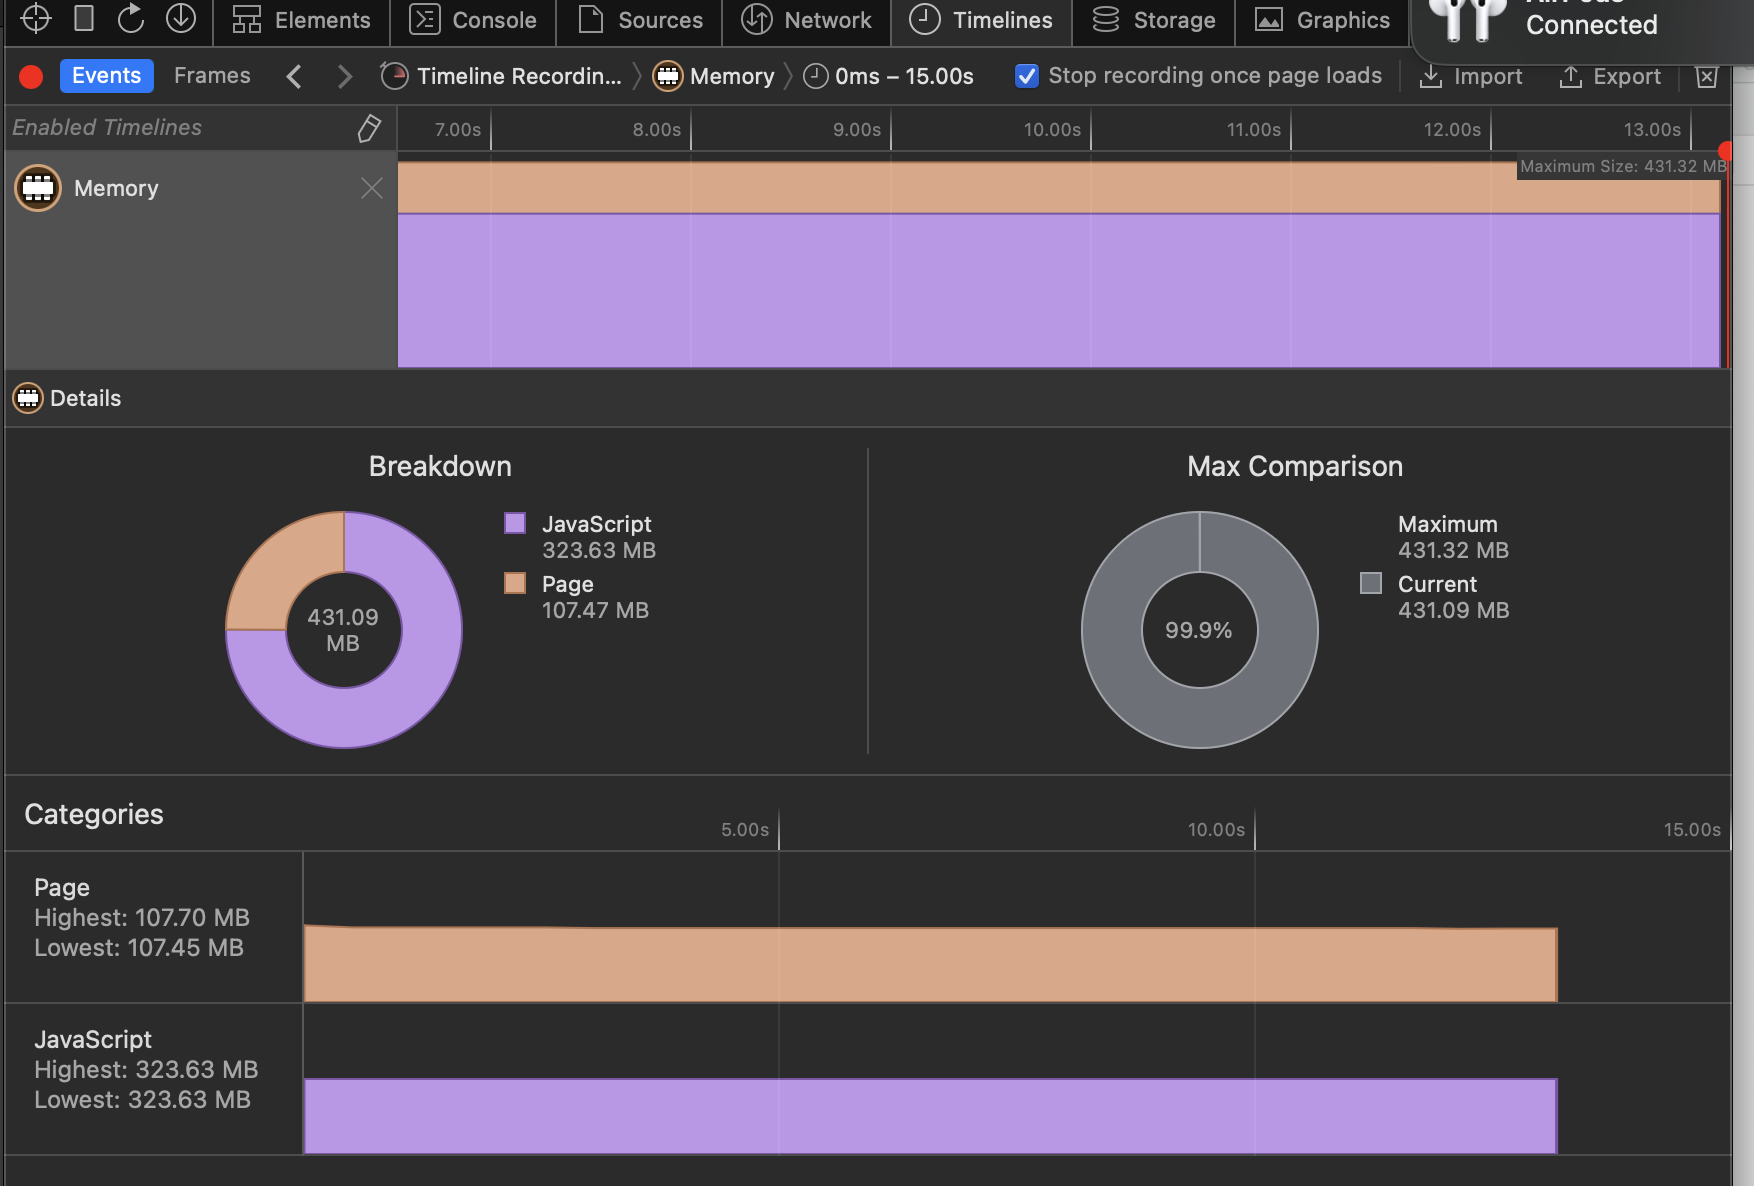 Elements
Console
Sources
Network
Timelines
Storage
Graphics
Connected
Events
Frames
Timeline Recordin...
Memory
0ms – 15.00s
Stop recording once page loads
Import
Export
Enabled Timelines
7.00s
8.00s
9.00s
10.00s
11.00s
12.00s
13.00s
Memory
Maximum Size: 431.32 MB
Details
Breakdown
431.09
MB
JavaScript
323.63 MB
Page
107.47 MB
Max Comparison
99.9%
Maximum
431.32 MB
Current
431.09 MB
Categories
5.00s
10.00s
15.00s
Page
Highest: 107.70 MB
Lowest: 107.45 MB
JavaScript
Highest: 323.63 MB
Lowest: 323.63 MB